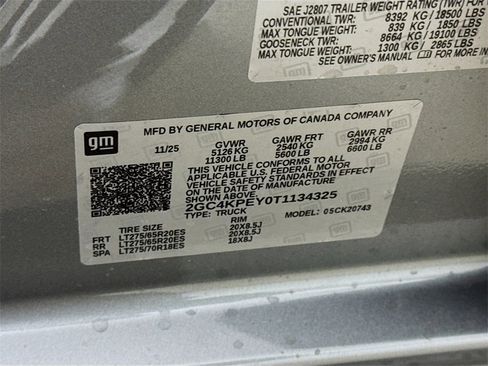 SAE J2807 TRAILER WEIGHT RATING (TWR) FOR
CONVENTIONAL TWR: 8392 KG / 18500 LBS
MAX TONGUE WEIGHT: 839 KG / 1850 LBS
GOOSENECK TWR: 8664 KG / 19100 LBS
MAX TONGUE WEIGHT: 1300 KG / 2865 LBS
SEE OWNER'S MANUAL FOR MORE INFO
gm
MFD BY GENERAL MOTORS OF CANADA COMPANY
11/25 GVWR GAWR FRT GAWR RR
5126 KG 2540 KG 2994 KG
11300 LB 5600 LB 6600 LB
THIS VEHICLE CONFORMS TO ALL
APPLICABLE U.S. FEDERAL MOTOR
VEHICLE SAFETY STANDARDS IN EFFECT
ON THE DATE OF MANUFACTURE
SHOWN ABOVE.
2GC4KPEY0T1134325
TYPE: TRUCK MODEL: 05CK20743
TIRE SIZE RIM
FRT LT275/65R20ES 20X8.5J
RR LT275/65R20ES 20X8.5J
SPA LT275/70R18ES 18X8J